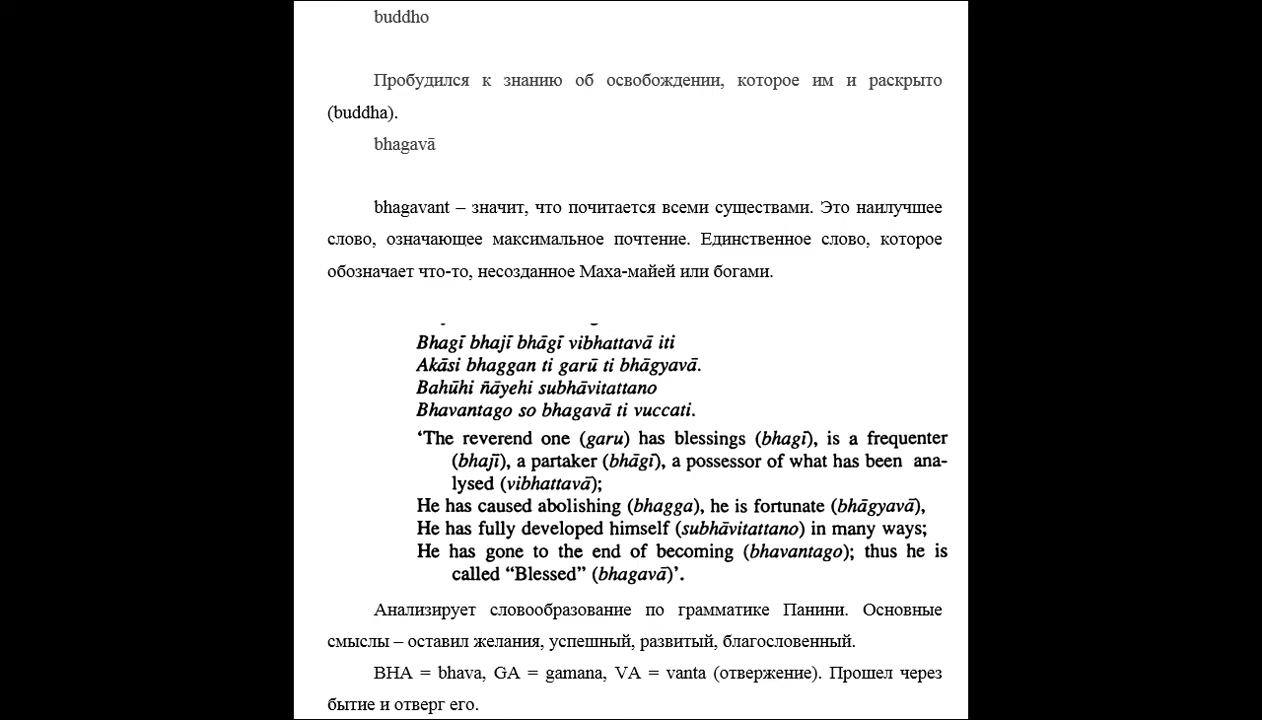 buddho
Пробудился к знанию об освобождении, которое им и раскрыто
(buddha).
bhagavā
bhagavant – значит, что почитается всеми существами. Это наилучшее
слово, означающее максимальное почтение. Единственное слово, которое
обозначает что-то, несозданное Маха-майей или богами.
Bhagī bhajī bhāgī vibhattavā iti
Akāsi bhaggan ti garū ti bhāgyavā.
Bahūhi ñāyehi subhāvitattano
Bhavantago so bhagavā ti vuccati.
‘The reverend one (garu) has blessings (bhagī), is a frequenter
(bhajī), a partaker (bhāgī), a possessor of what has been ana-
lysed (vibhattavā);
He has caused abolishing (bhagga), he is fortunate (bhāgyavā),
He has fully developed himself (subhāvitattano) in many ways;
He has gone to the end of becoming (bhavantago); thus he is
called “Blessed” (bhagavā)’.
Анализирует словообразование по грамматике Панини. Основные
смыслы – оставил желания, успешный, развитый, благословенный.
BHA = bhava, GA = gamana, VA = vanta (отвержение). Прошел через
бытие и отверг его.